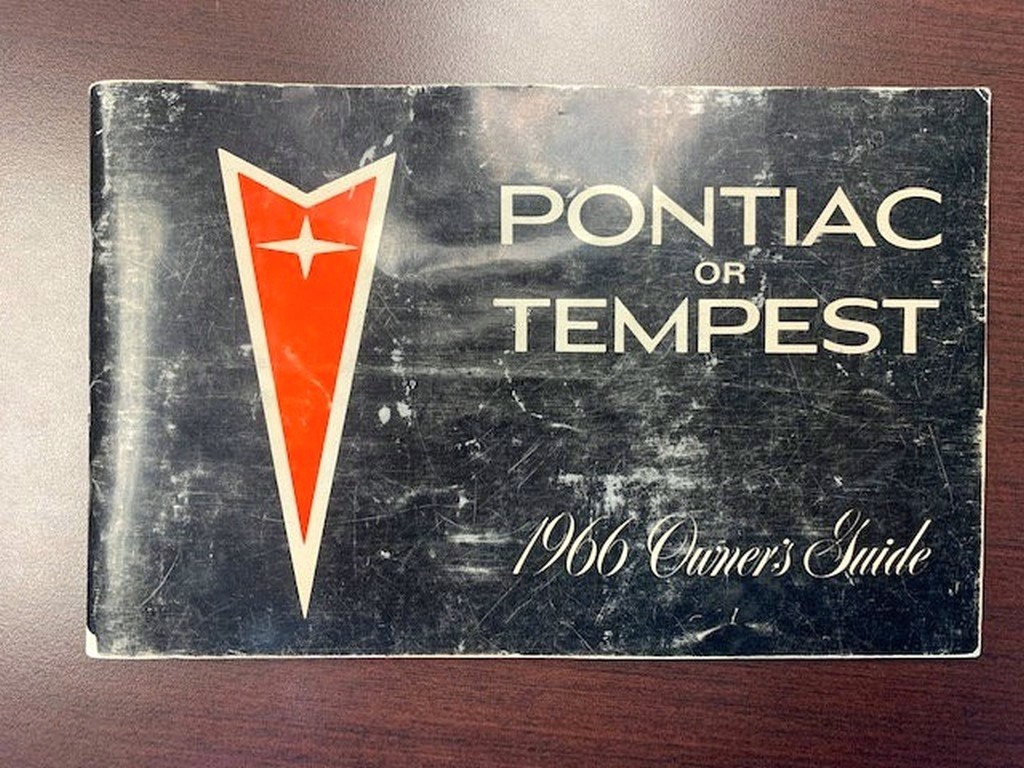 PONTIAC
OR
TEMPEST
1966 Owner's Guide